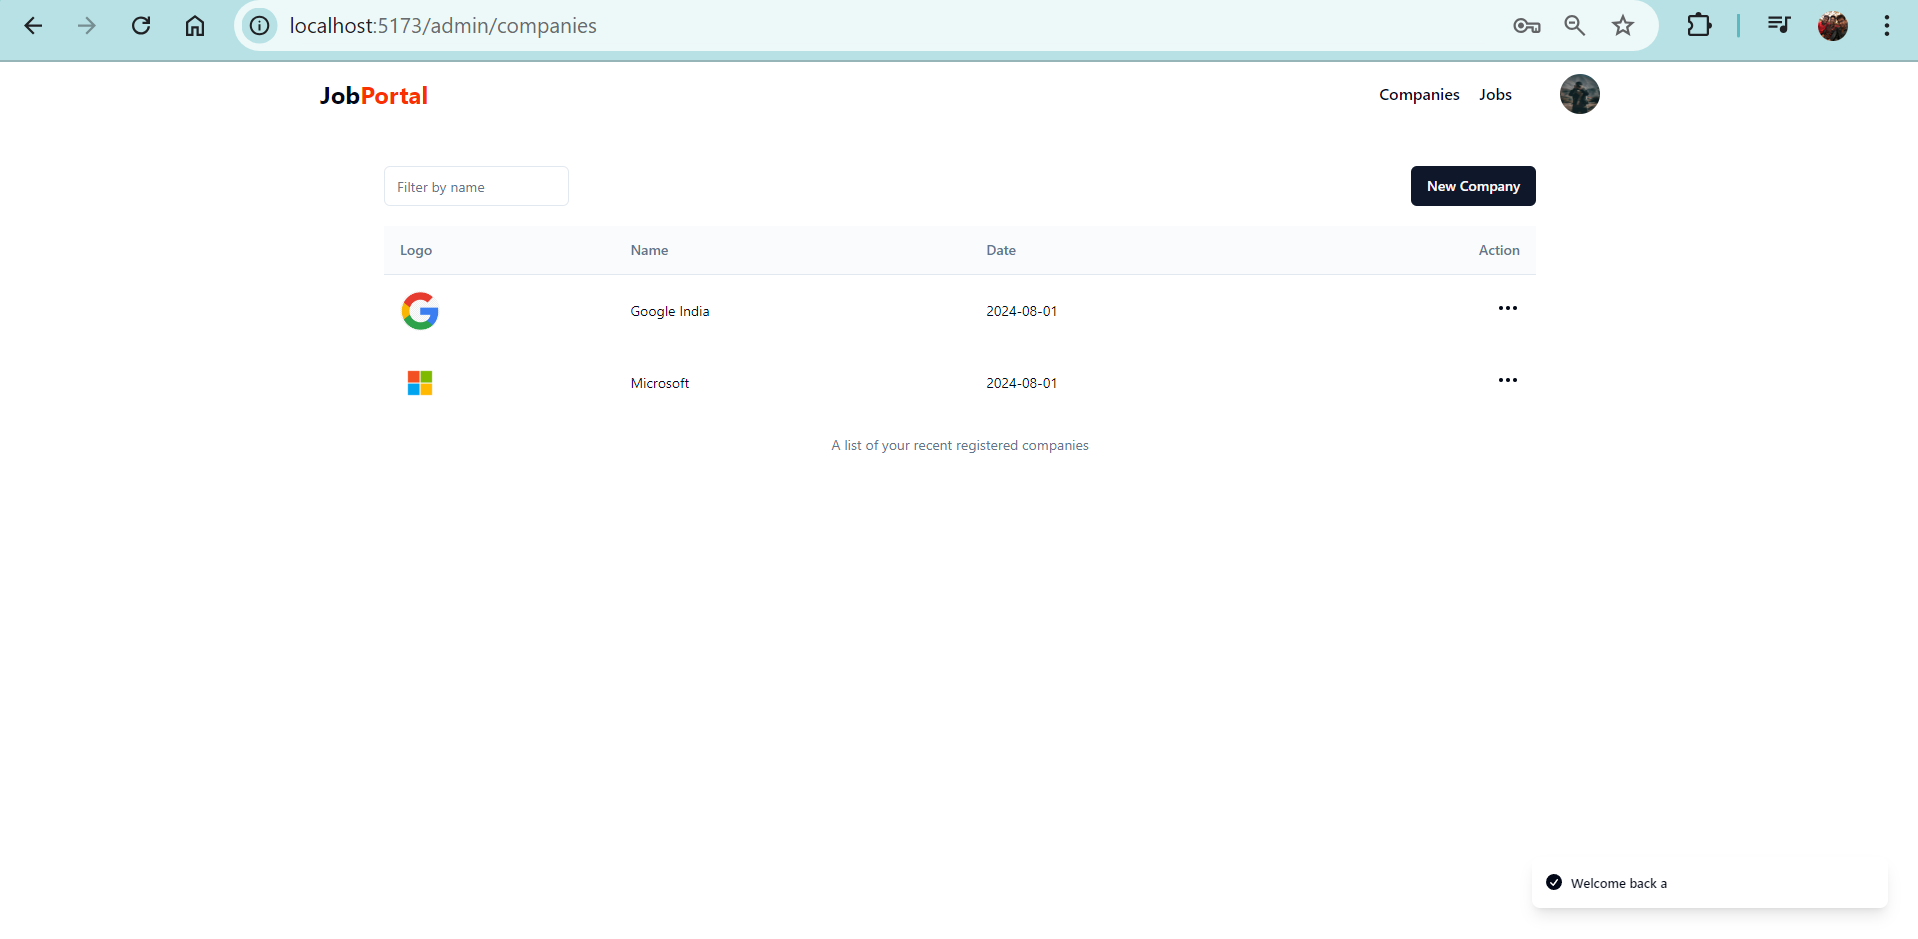 localhost:5173/admin/companies
JobPortal
Companies Jobs
Filter by name
New Company
Logo Name Date Action
Google India 2024-08-01
Microsoft 2024-08-01
A list of your recent registered companies
Welcome back a